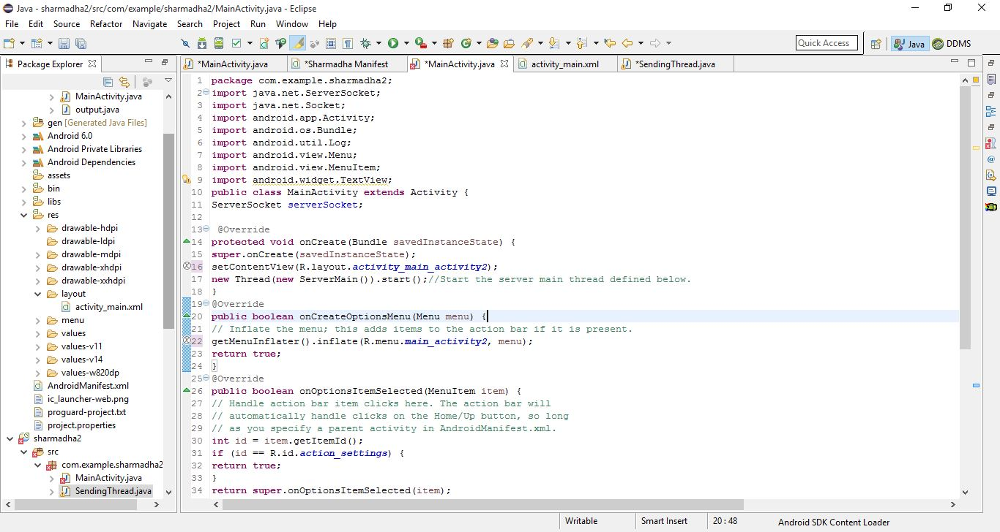 Java - sharmadha2/src/com/example/sharmadha2/MainActivity.java - Eclipse
File Edit Source Refactor Navigate Search Project Run Window Help
Quick Access Java DDMS
Package Explorer
*MainActivity.java *Sharmadha Manifest *MainActivity.java activity_main.xml *SendingThread.java
MainActivity.java
output.java
gen [Generated Java Files]
Android 6.0
Android Private Libraries
Android Dependencies
assets
bin
libs
res
drawable-hdpi
drawable-ldpi
drawable-mdpi
drawable-xhdpi
drawable-xxhdpi
layout
activity_main.xml
menu
values
values-v11
values-v14
values-w820dp
AndroidManifest.xml
ic_launcher-web.png
proguard-project.txt
project.properties
sharmadha2
src
com.example.sharmadha2
MainActivity.java
SendingThread.java
1 package com.example.sharmadha2;
2 import java.net.ServerSocket;
3 import java.net.Socket;
4 import android.app.Activity;
5 import android.os.Bundle;
6 import android.util.Log;
7 import android.view.Menu;
8 import android.view.MenuItem;
9 import android.widget.TextView;
10 public class MainActivity extends Activity {
11 ServerSocket serverSocket;
12
13 @Override
14 protected void onCreate(Bundle savedInstanceState) {
15 super.onCreate(savedInstanceState);
16 setContentView(R.layout.activity_main_activity2);
17 new Thread(new ServerMain()).start();//Start the server main thread defined below.
18 }
19 @Override
20 public boolean onCreateOptionsMenu(Menu menu) {
21 // Inflate the menu; this adds items to the action bar if it is present.
22 getMenuInflater().inflate(R.menu.main_activity2, menu);
23 return true;
24 }
25 @Override
26 public boolean onOptionsItemSelected(MenuItem item) {
27 // Handle action bar item clicks here. The action bar will
28 // automatically handle clicks on the Home/Up button, so long
29 // as you specify a parent activity in AndroidManifest.xml.
30 int id = item.getItemId();
31 if (id == R.id.action_settings) {
32 return true;
33 }
34 return super.onOptionsItemSelected(item);
Writable Smart Insert 20 : 48 Android SDK Content Loader